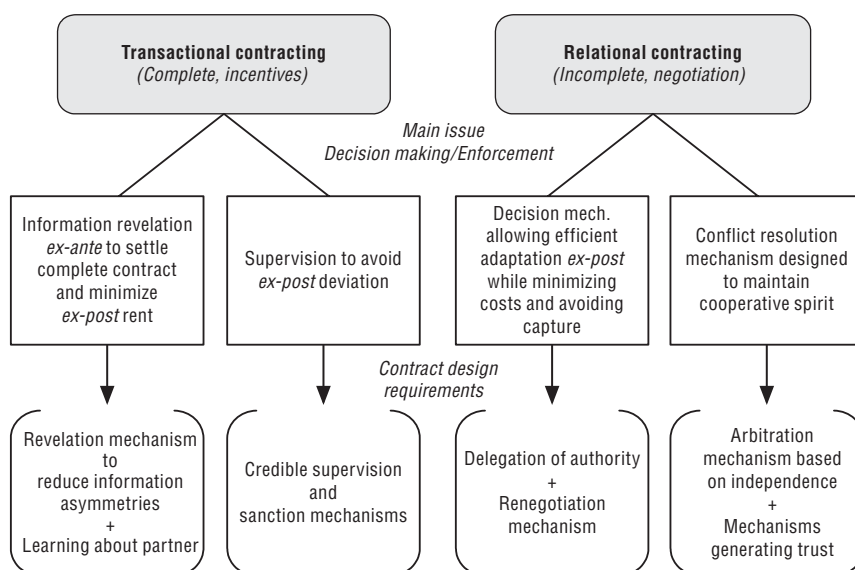 Transactional contracting
(Complete, incentives)
Relational contracting
(Incomplete, negotiation)
Main issue
Decision making/Enforcement
Information revelation
ex-ante to settle
complete contract
and minimize
ex-post rent
Supervision to avoid
ex-post deviation
Decision mech.
allowing efficient
adaptation ex-post
while minimizing
costs and avoiding
capture
Conflict resolution
mechanism designed
to maintain
cooperative spirit
Contract design
requirements
Revelation mechanism
to
reduce information
asymmetries
+
Learning about partner
Credible supervision
and
sanction mechanisms
Delegation of authority
+
Renegotiation
mechanism
Arbitration
mechanism based
on independence
+
Mechanisms
generating trust